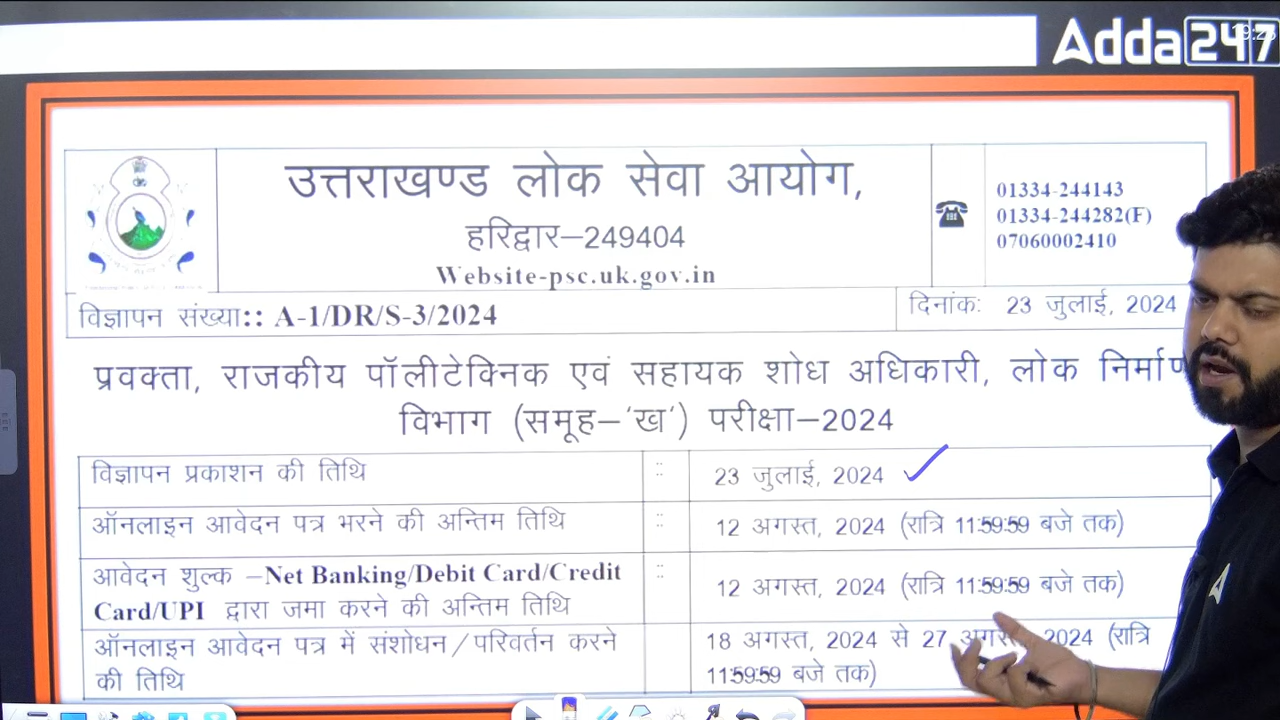 Adda247
उत्तराखण्ड लोक सेवा आयोग,
हरिद्वार–249404
Website-psc.uk.gov.in
01334-244143
01334-244282(F)
07060002410
विज्ञापन संख्या:: A-1/DR/S-3/2024
दिनांकः 23 जुलाई, 2024
प्रवक्ता, राजकीय पॉलीटेक्निक एवं सहायक शोध अधिकारी, लोक निर्माण
विभाग (समूह–'ख') परीक्षा–2024
विज्ञापन प्रकाशन की तिथि :: 23 जुलाई, 2024
ऑनलाइन आवेदन पत्र भरने की अन्तिम तिथि :: 12 अगस्त, 2024 (रात्रि 11:59:59 बजे तक)
आवेदन शुल्क –Net Banking/Debit Card/Credit :: 12 अगस्त, 2024 (रात्रि 11:59:59 बजे तक)
Card/UPI द्वारा जमा करने की अन्तिम तिथि
ऑनलाइन आवेदन पत्र में संशोधन/परिवर्तन करने 18 अगस्त, 2024 से 27 अगस्त, 2024 (रात्रि
की तिथि 11:59:59 बजे तक)